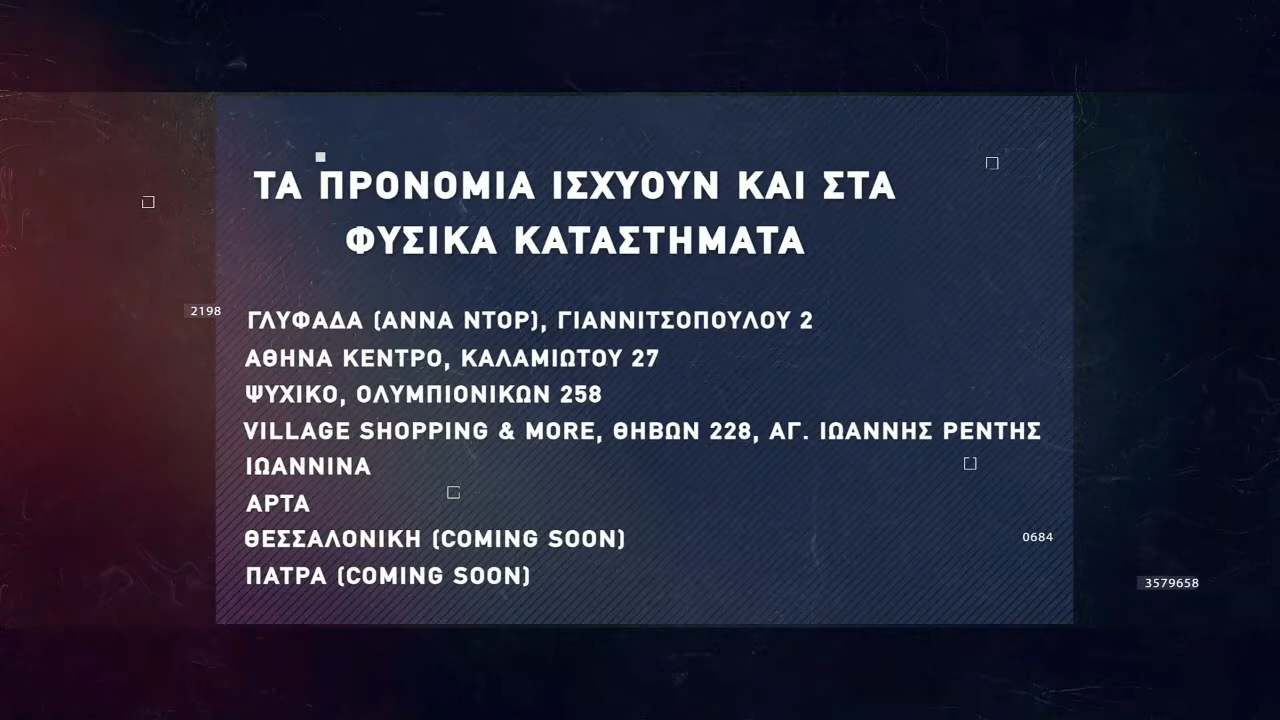 ΤΑ ΠΡΟΝΟΜΙΑ ΙΣΧΥΟΥΝ ΚΑΙ ΣΤΑ
ΦΥΣΙΚΑ ΚΑΤΑΣΤΗΜΑΤΑ
2198
ΓΛΥΦΑΔΑ (ΑΝΝΑ ΝΤΟΡ), ΓΙΑΝΝΙΤΣΟΠΟΥΛΟΥ 2
ΑΘΗΝΑ ΚΕΝΤΡΟ, ΚΑΛΑΜΙΩΤΟΥ 27
ΨΥΧΙΚΟ, ΟΛΥΜΠΙΟΝΙΚΩΝ 258
VILLAGE SHOPPING & MORE, ΘΗΒΩΝ 228, ΑΓ. ΙΩΑΝΝΗΣ ΡΕΝΤΗΣ
ΙΩΑΝΝΙΝΑ
ΑΡΤΑ
ΘΕΣΣΑΛΟΝΙΚΗ (COMING SOON)
0684
ΠΑΤΡΑ (COMING SOON)
3579658